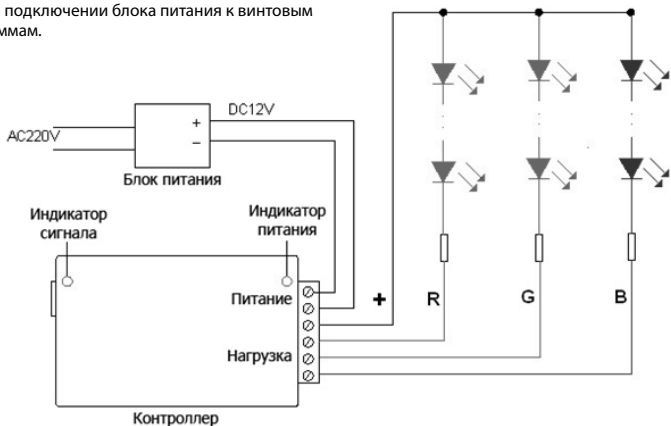 подключении блока питания к винтовым
ммам.
DC12V
AC220V
+
−
Блок питания
Индикатор
сигнала
Индикатор
питания
Питание
+
R
G
B
Нагрузка
Контроллер